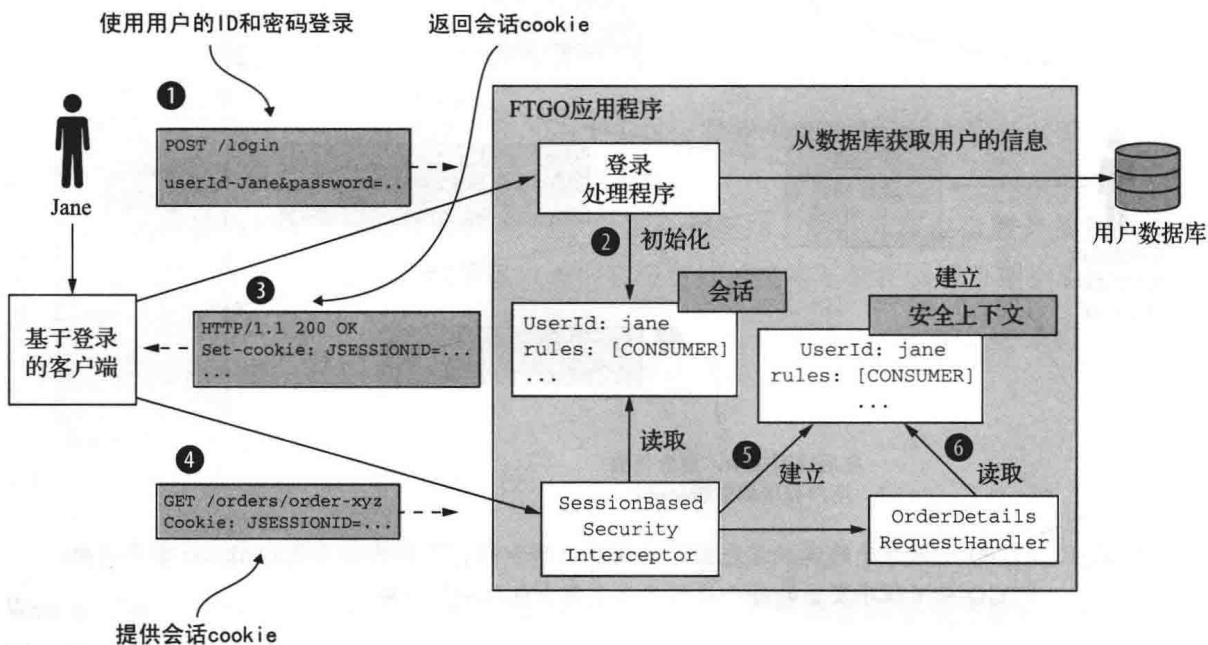 使用用户的ID和密码登录
返回会话cookie
1
POST /login
userId-Jane&password=..
Jane
FTGO应用程序
登录
处理程序
从数据库获取用户的信息
用户数据库
2
初始化
3
HTTP/1.1 200 OK
Set-cookie: JSESSIONID=...
...
基于登录
的客户端
会话
UserId: jane
rules: [CONSUMER]
...
建立
安全上下文
UserId: jane
rules: [CONSUMER]
...
读取
5
建立
6
读取
4
GET /orders/order-xyz
Cookie: JSESSIONID=...
SessionBased
Security
Interceptor
OrderDetails
RequestHandler
提供会话cookie